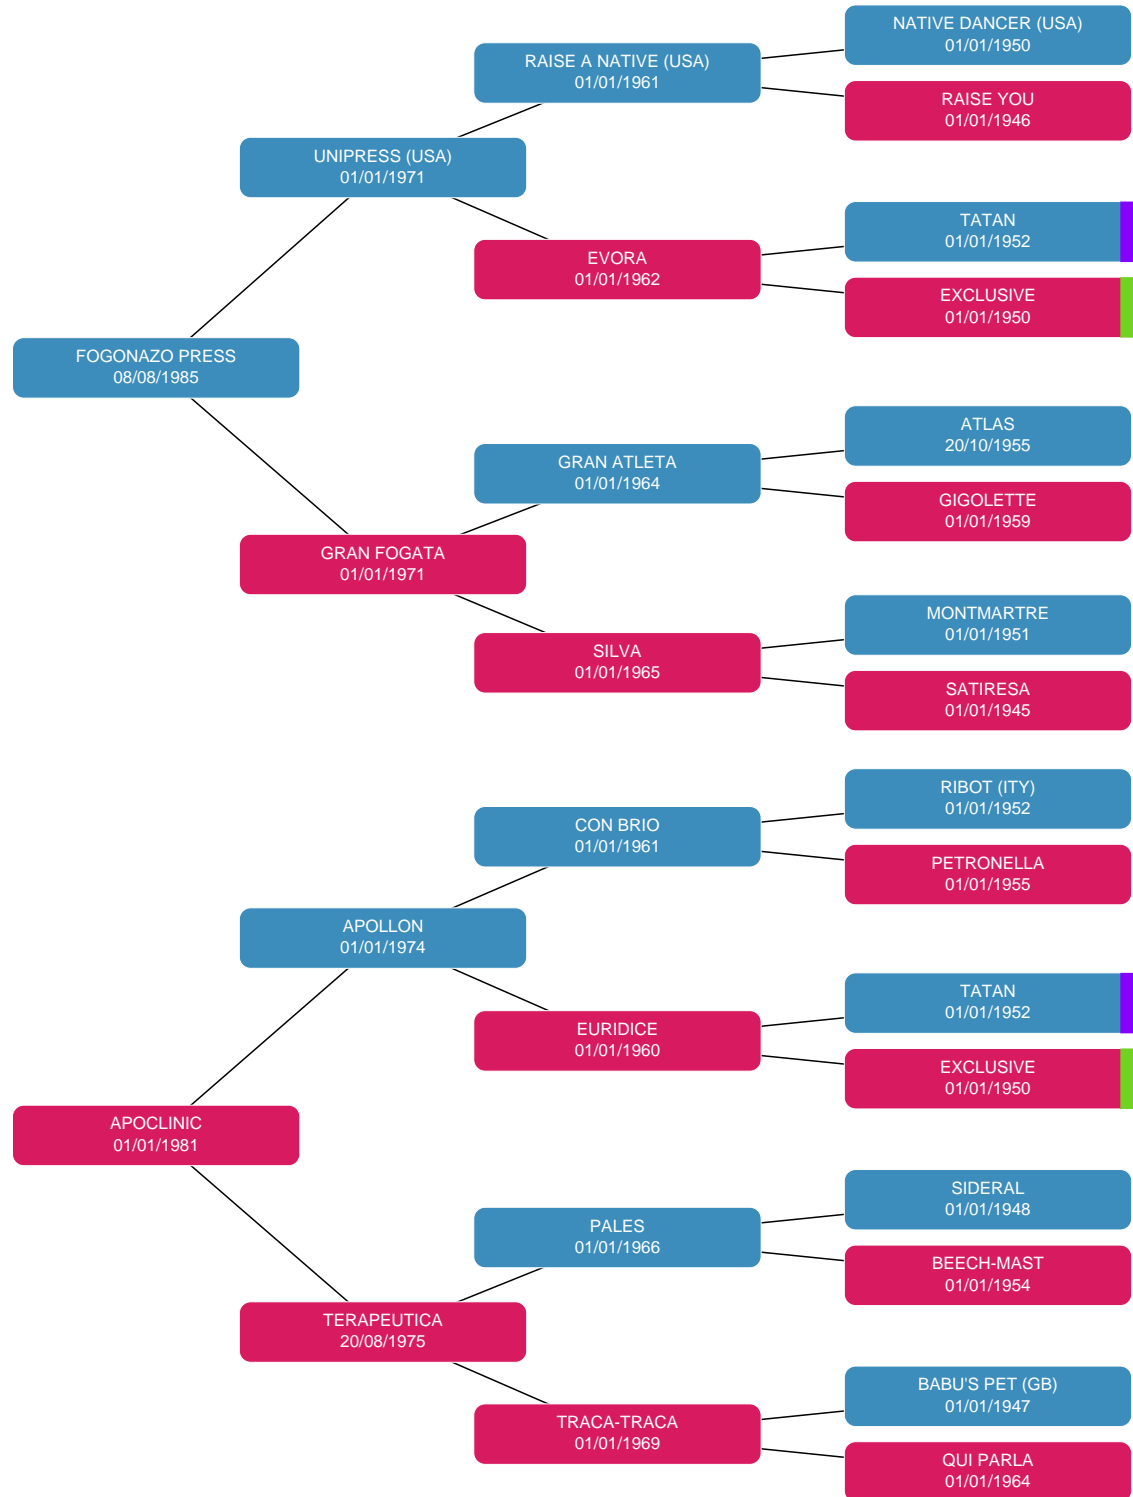 NATIVE DANCER (USA)
01/01/1950
RAISE A NATIVE (USA)
01/01/1961
RAISE YOU
01/01/1946
UNIPRESS (USA)
01/01/1971
TATAN
01/01/1952
EVORA
01/01/1962
EXCLUSIVE
01/01/1950
FOGONAZO PRESS
08/08/1985
ATLAS
20/10/1955
GRAN ATLETA
01/01/1964
GIGOLETTE
01/01/1959
GRAN FOGATA
01/01/1971
MONTMARTRE
01/01/1951
SILVA
01/01/1965
SATIRESA
01/01/1945
RIBOT (ITY)
01/01/1952
CON BRIO
01/01/1961
PETRONELLA
01/01/1955
APOLLON
01/01/1974
TATAN
01/01/1952
EURIDICE
01/01/1960
EXCLUSIVE
01/01/1950
APOCLINIC
01/01/1981
SIDERAL
01/01/1948
PALES
01/01/1966
BEECH-MAST
01/01/1954
TERAPEUTICA
20/08/1975
BABU'S PET (GB)
01/01/1947
TRACA-TRACA
01/01/1969
QUI PARLA
01/01/1964